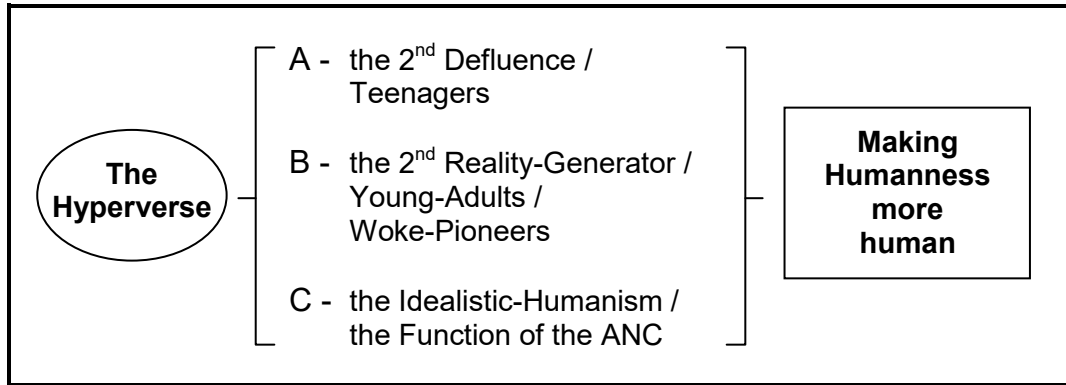 The
Hyperverse
A - the 2nd Defluence /
Teenagers
B - the 2nd Reality-Generator /
Young-Adults /
Woke-Pioneers
C - the Idealistic-Humanism /
the Function of the ANC
Making
Humanness
more
human